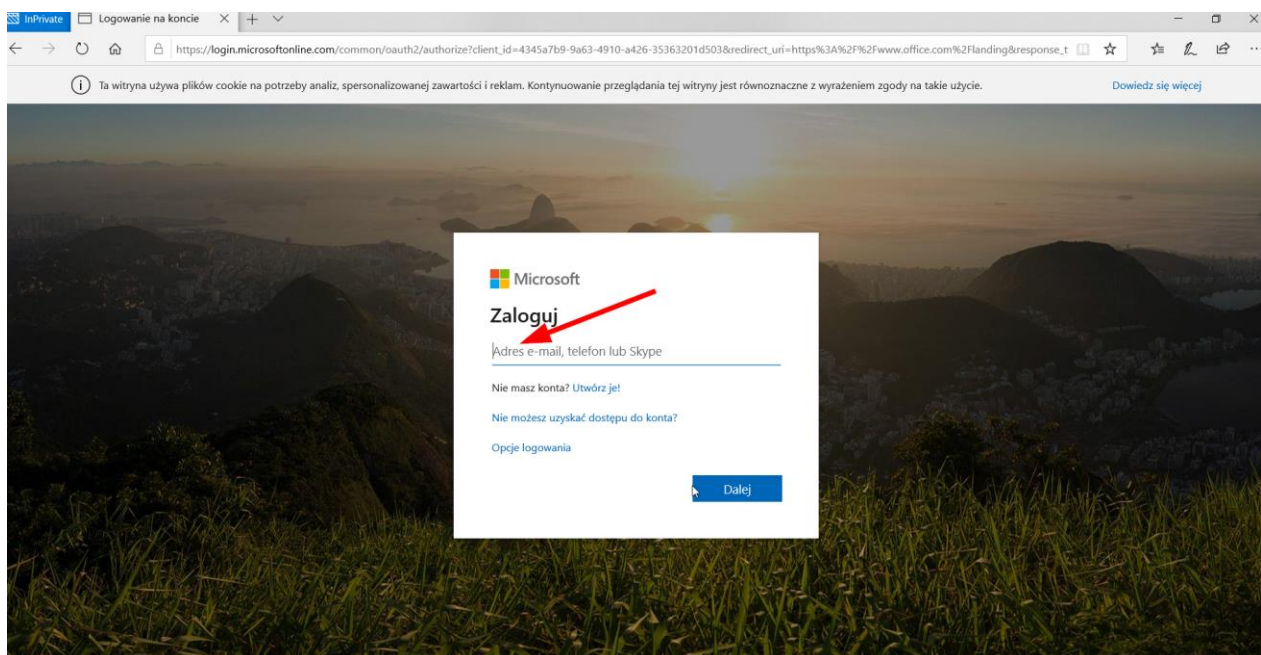 InPrivate
Logowanie na koncie
https://login.microsoftonline.com/common/oauth2/authorize?client_id=4345a7b9-9a63-4910-a426-35363201d503&redirect_uri=https%3A%2F%2Fwww.office.com%2Flanding&response_t
Ta witryna używa plików cookie na potrzeby analiz, spersonalizowanej zawartości i reklam. Kontynuowanie przeglądania tej witryny jest równoznaczne z wyrażeniem zgody na takie użycie. Dowiedz się więcej
Microsoft
Zaloguj
Adres e-mail, telefon lub Skype
Nie masz konta? Utwórz je!
Nie możesz uzyskać dostępu do konta?
Opcje logowania
Dalej